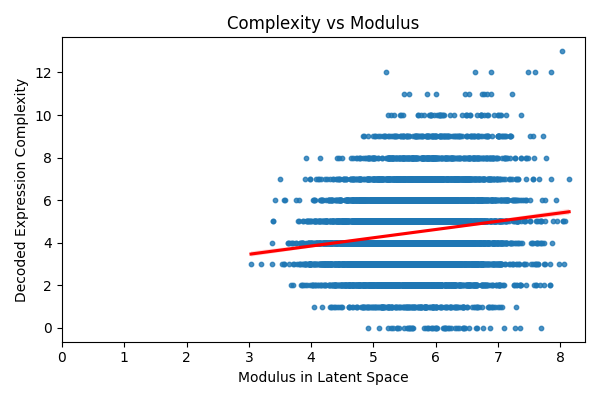 Complexity vs Modulus
Decoded Expression Complexity
12
10
8
6
4
2
0
0 1 2 3 4 5 6 7 8
Modulus in Latent Space